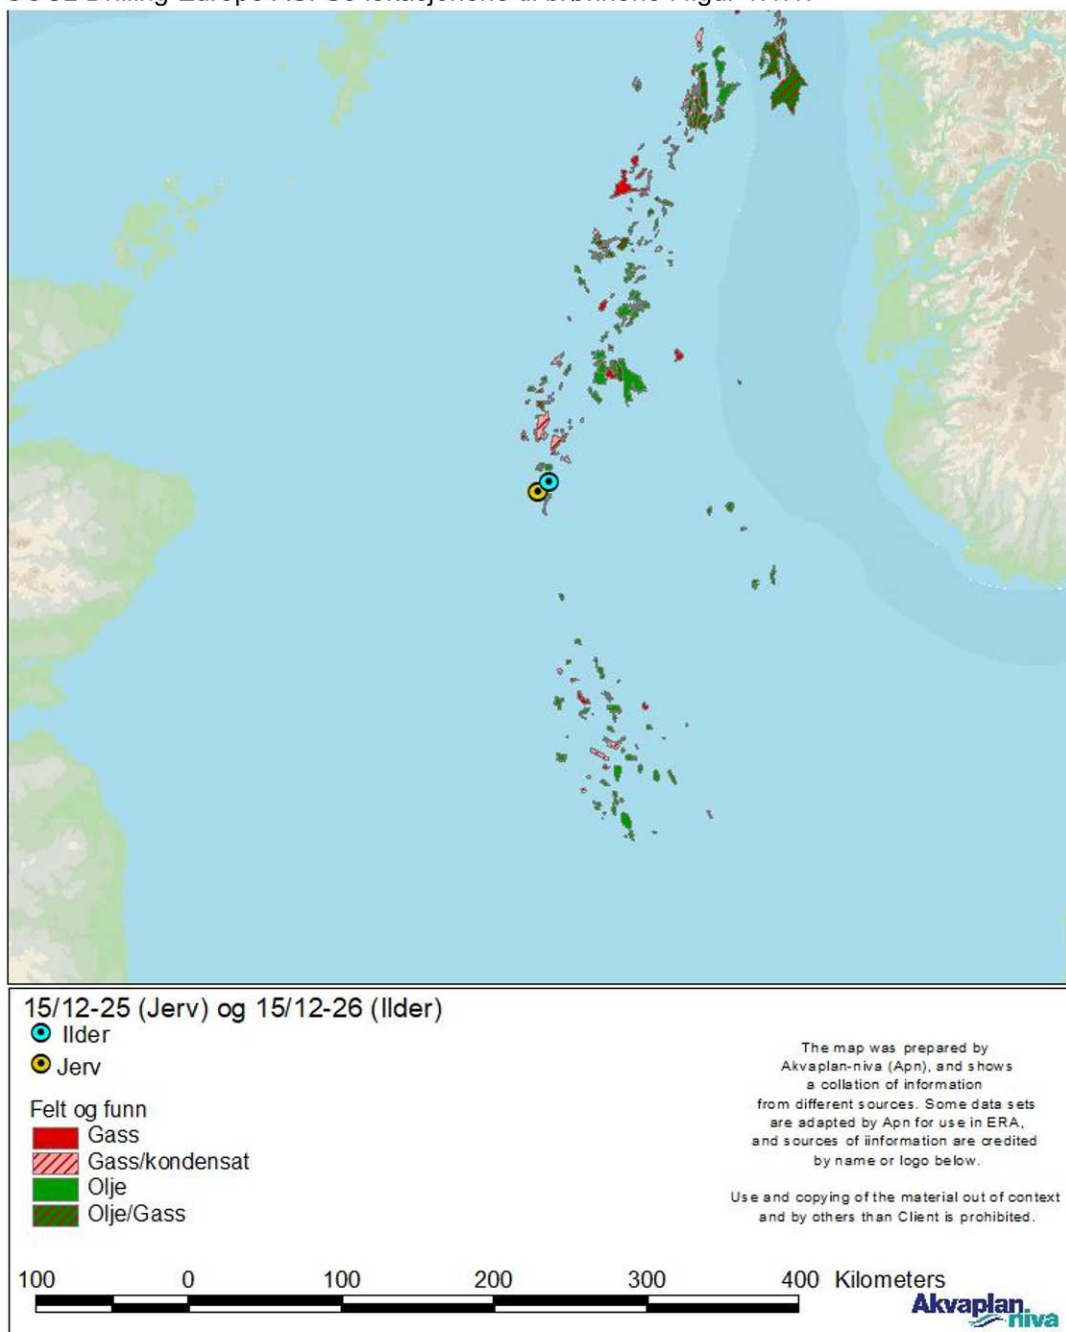 15/12-25 (Jerv) og 15/12-26 (Ilder)
Ilder
Jerv
Felt og funn
Gass
Gass/kondensat
Olje
Olje/Gass
The map was prepared by
Akvaplan-niva (Apn), and shows
a collation of information
from different sources. Some data sets
are adapted by Apn for use in ERA,
and sources of iinformation are credited
by name or logo below.
Use and copying of the material out of context
and by others than Client is prohibited.
100 0 100 200 300 400 Kilometers
Akvaplan
niva